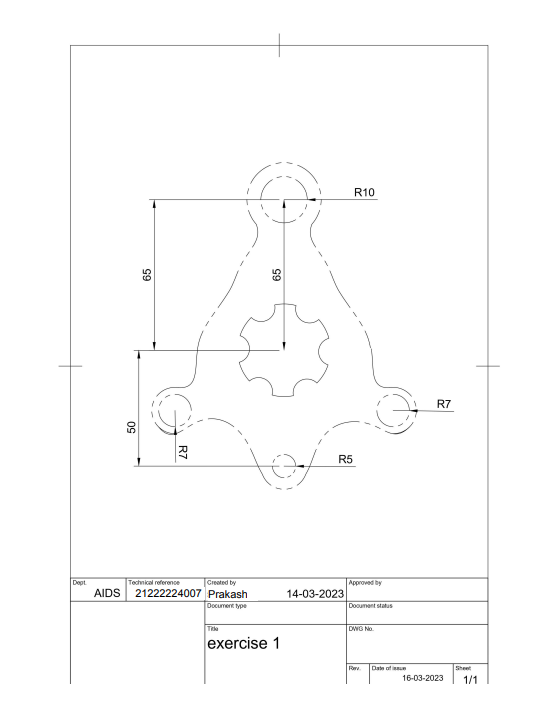 R10
65
65
R7
50
R7
R5
Dept. Technical reference Created by Approved by
AIDS 21222224007 Prakash 14-03-2023
Document type Document status
Title DWG No.
exercise 1
Rev. Date of issue Sheet
16-03-2023 1/1